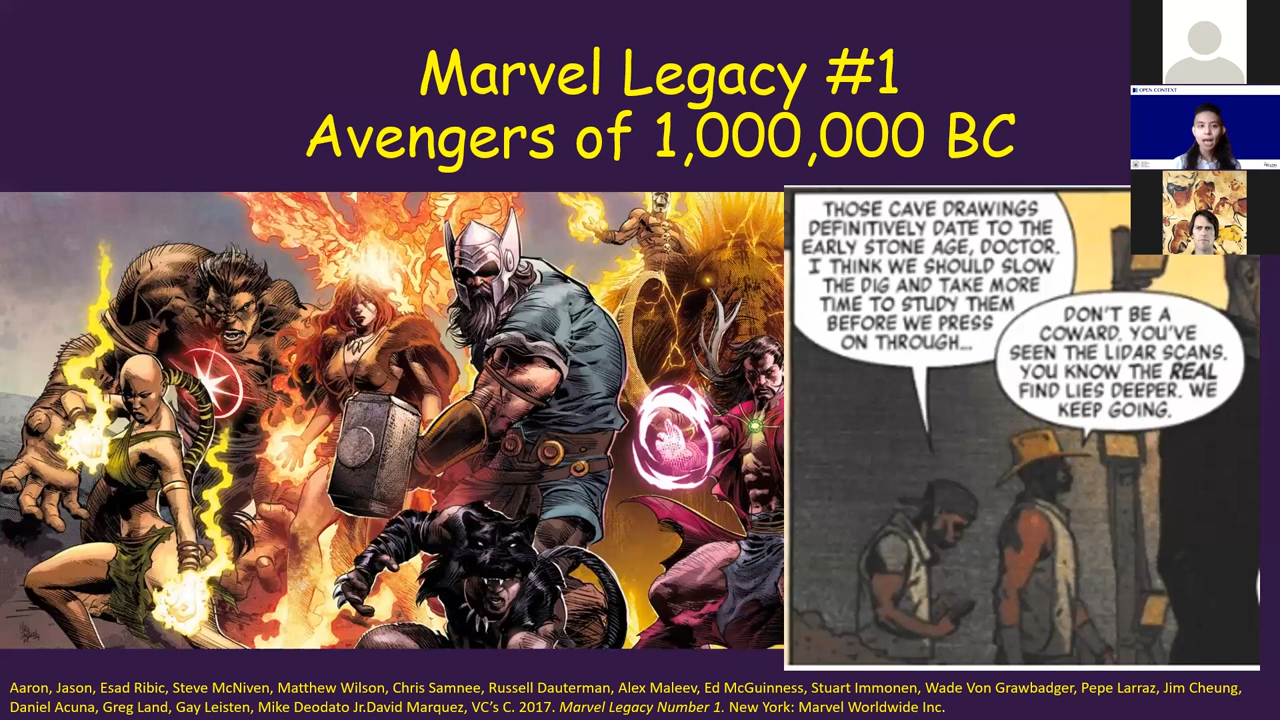 Marvel Legacy #1
Avengers of 1,000,000 BC
OPEN CONTEXT
THOSE CAVE DRAWINGS
DEFINITIVELY DATE TO THE
EARLY STONE AGE, DOCTOR.
I THINK WE SHOULD SLOW
THE DIG AND TAKE MORE
TIME TO STUDY THEM
BEFORE WE PRESS
ON THROUGH...
DON'T BE A
COWARD. YOU'VE
SEEN THE LIDAR SCANS.
YOU KNOW THE REAL
FIND LIES DEEPER. WE
KEEP GOING.
Aaron, Jason, Esad Ribic, Steve McNiven, Matthew Wilson, Chris Samnee, Russell Dauterman, Alex Maleev, Ed McGuinness, Stuart Immonen, Wade Von Grawbadger, Pepe Larraz, Jim Cheung,
Daniel Acuna, Greg Land, Gay Leisten, Mike Deodato Jr.David Marquez, VC's C. 2017. Marvel Legacy Number 1. New York: Marvel Worldwide Inc.